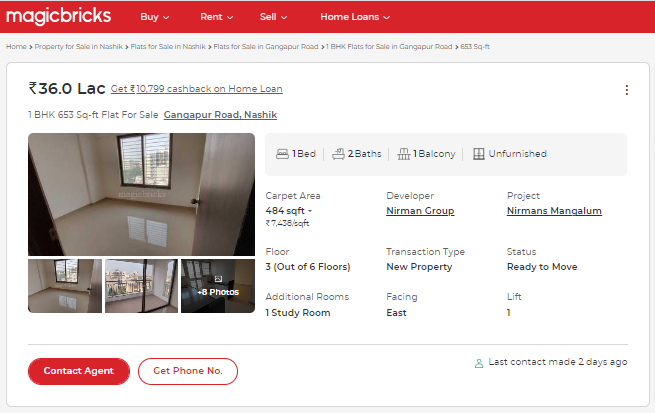 magicbricks
Buy Rent Sell Home Loans
Home > Property for Sale in Nashik > Flats for Sale in Nashik > Flats for Sale in Gangapur Road > 1 BHK Flats for Sale in Gangapur Road > 653 Sq-ft
₹36.0 Lac Get ₹10,799 cashback on Home Loan
1 BHK 653 Sq-ft Flat For Sale Gangapur Road, Nashik
magicbricks
+8 Photos
1 Bed 2 Baths 1 Balcony Unfurnished
Carpet Area Developer Project
484 sqft Nirman Group Nirmans Mangalum
₹7,438/sqft
Floor Transaction Type Status
3 (Out of 6 Floors) New Property Ready to Move
Additional Rooms Facing Lift
1 Study Room East 1
Contact Agent Get Phone No. Last contact made 2 days ago